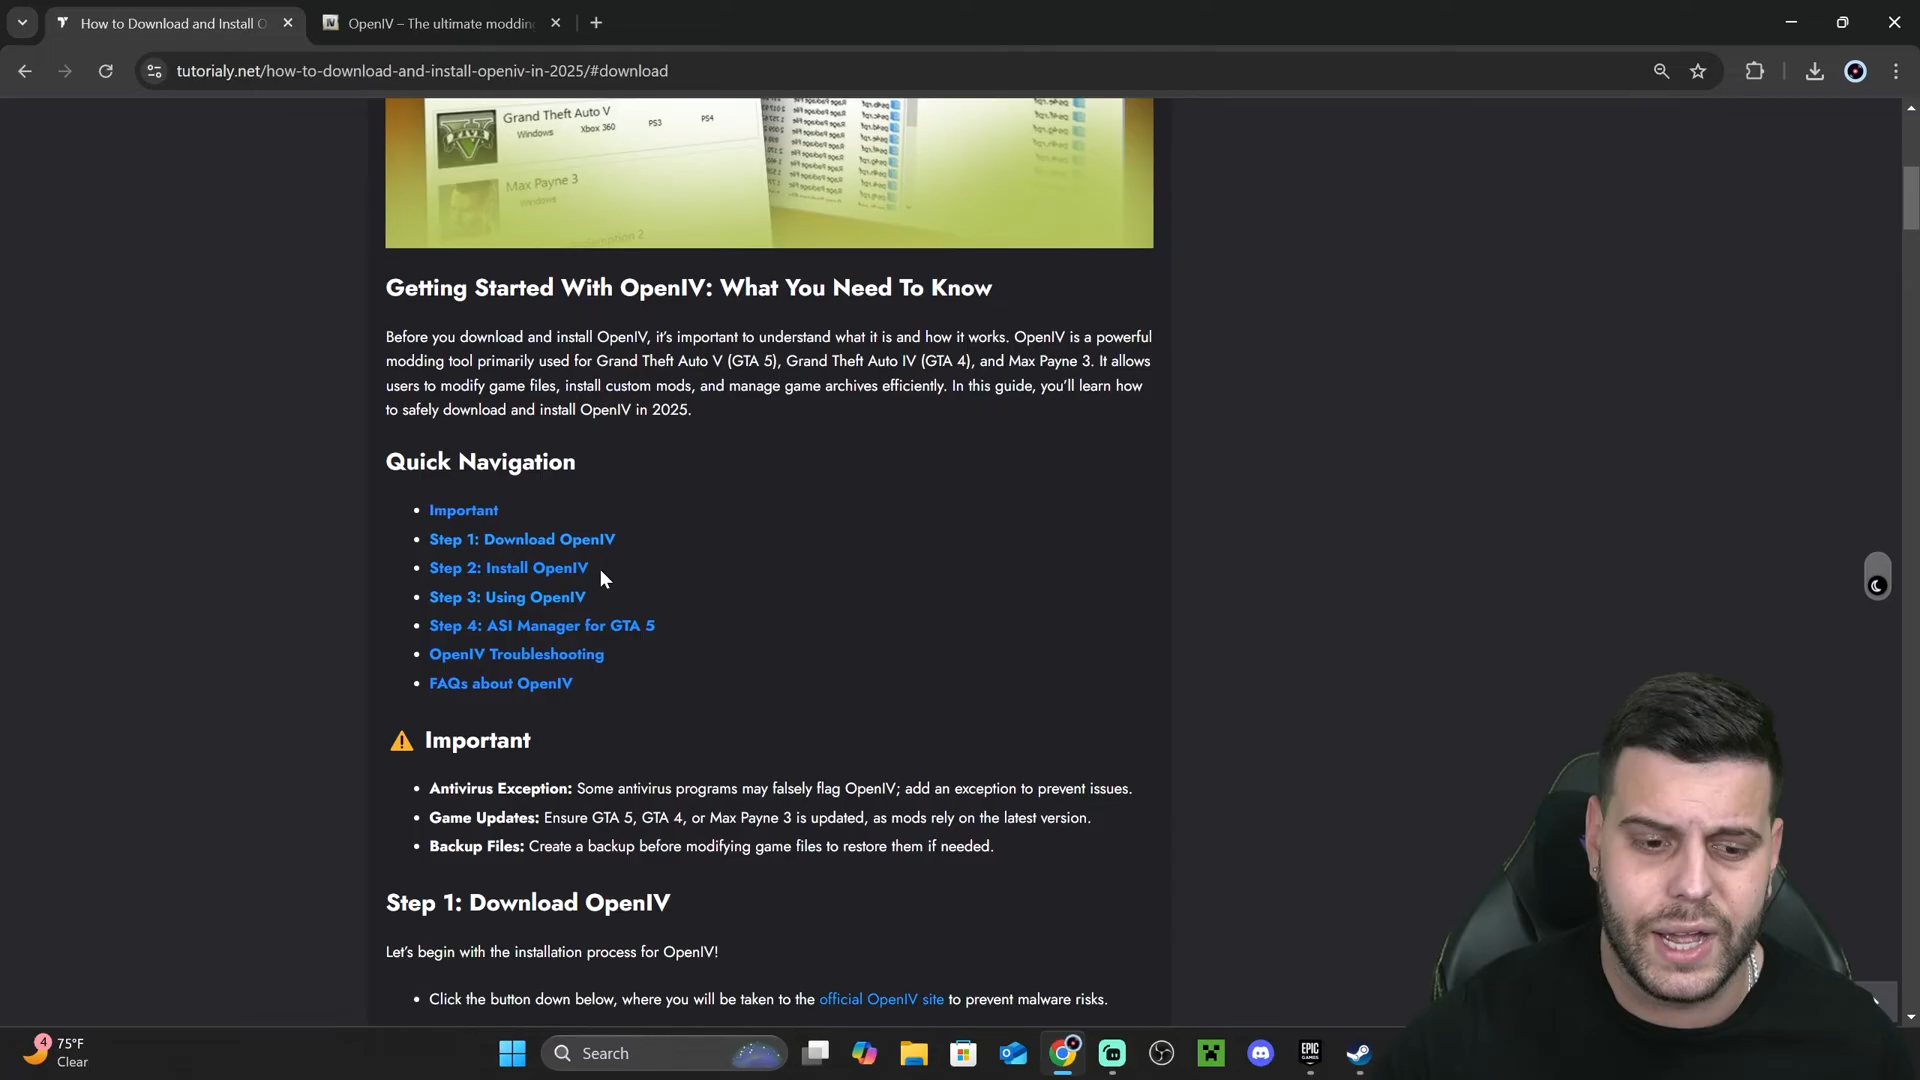 How to Download and Install O
OpenIV – The ultimate moddin
tutorialy.net/how-to-download-and-install-openiv-in-2025/#download
Grand Theft Auto V
Windows Xbox 360 PS3 PS4
Max Payne 3
Windows
Getting Started With OpenIV: What You Need To Know
Before you download and install OpenIV, it’s important to understand what it is and how it works. OpenIV is a powerful
modding tool primarily used for Grand Theft Auto V (GTA 5), Grand Theft Auto IV (GTA 4), and Max Payne 3. It allows
users to modify game files, install custom mods, and manage game archives efficiently. In this guide, you’ll learn how
to safely download and install OpenIV in 2025.
Quick Navigation
Important
Step 1: Download OpenIV
Step 2: Install OpenIV
Step 3: Using OpenIV
Step 4: ASI Manager for GTA 5
OpenIV Troubleshooting
FAQs about OpenIV
Important
Antivirus Exception: Some antivirus programs may falsely flag OpenIV; add an exception to prevent issues.
Game Updates: Ensure GTA 5, GTA 4, or Max Payne 3 is updated, as mods rely on the latest version.
Backup Files: Create a backup before modifying game files to restore them if needed.
Step 1: Download OpenIV
Let’s begin with the installation process for OpenIV!
Click the button down below, where you will be taken to the official OpenIV site to prevent malware risks.
4
75°F
Clear
Search
EPIC
GAMES